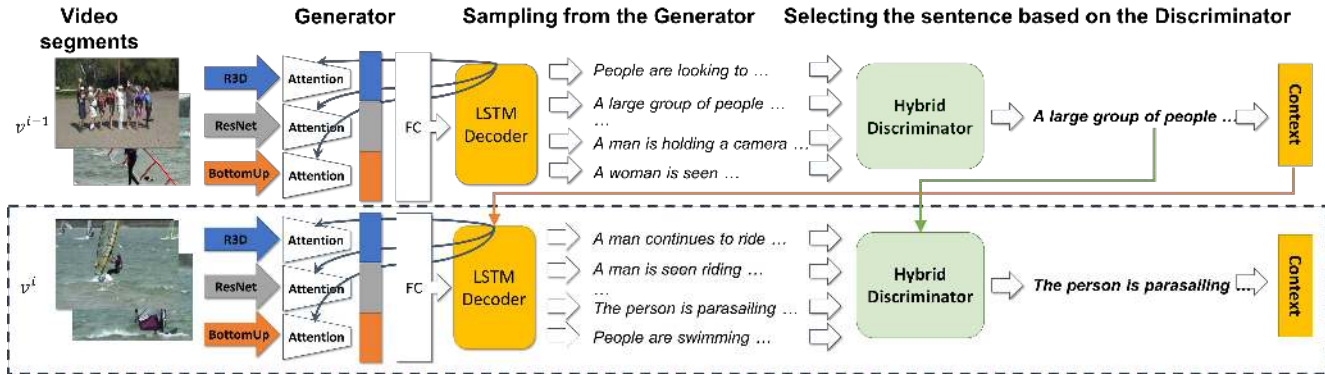 Video segments
Generator
Sampling from the Generator
Selecting the sentence based on the Discriminator
v^{i-1}
R3D
ResNet
BottomUp
Attention
Attention
Attention
FC
LSTM
Decoder
People are looking to …
A large group of people …
…
A man is holding a camera …
A woman is seen …
Hybrid
Discriminator
A large group of people …
Context
v^i
R3D
ResNet
BottomUp
Attention
Attention
Attention
FC
LSTM
Decoder
A man continues to ride …
A man is seen riding …
…
The person is parasailing …
People are swimming …
Hybrid
Discriminator
The person is parasailing …
Context